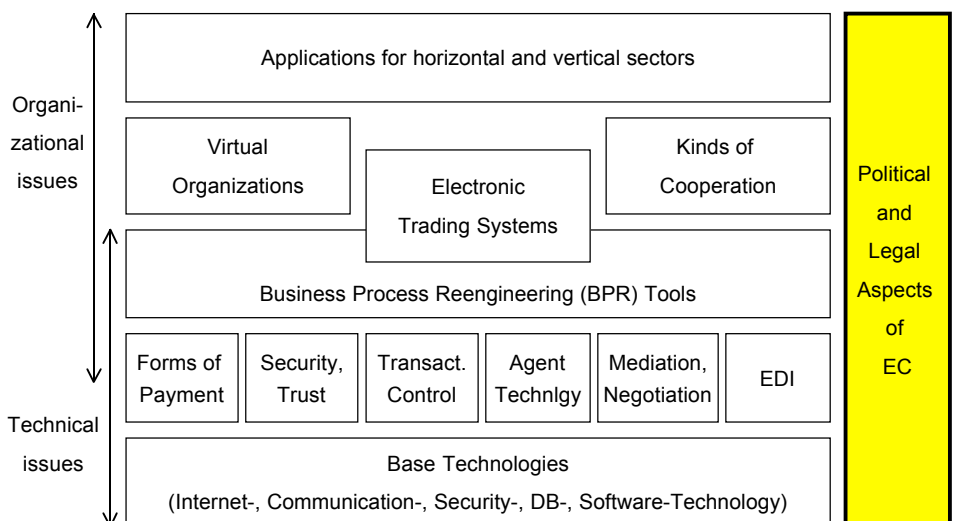 Applications for horizontal and vertical sectors
Organi-
zational
issues
Virtual
Organizations
Electronic
Trading Systems
Kinds of
Cooperation
Business Process Reengineering (BPR) Tools
Forms of
Payment
Security,
Trust
Transact.
Control
Agent
Technlgy
Mediation,
Negotiation
EDI
Technical
issues
Base Technologies
(Internet-, Communication-, Security-, DB-, Software-Technology)
Political
and
Legal
Aspects
of
EC